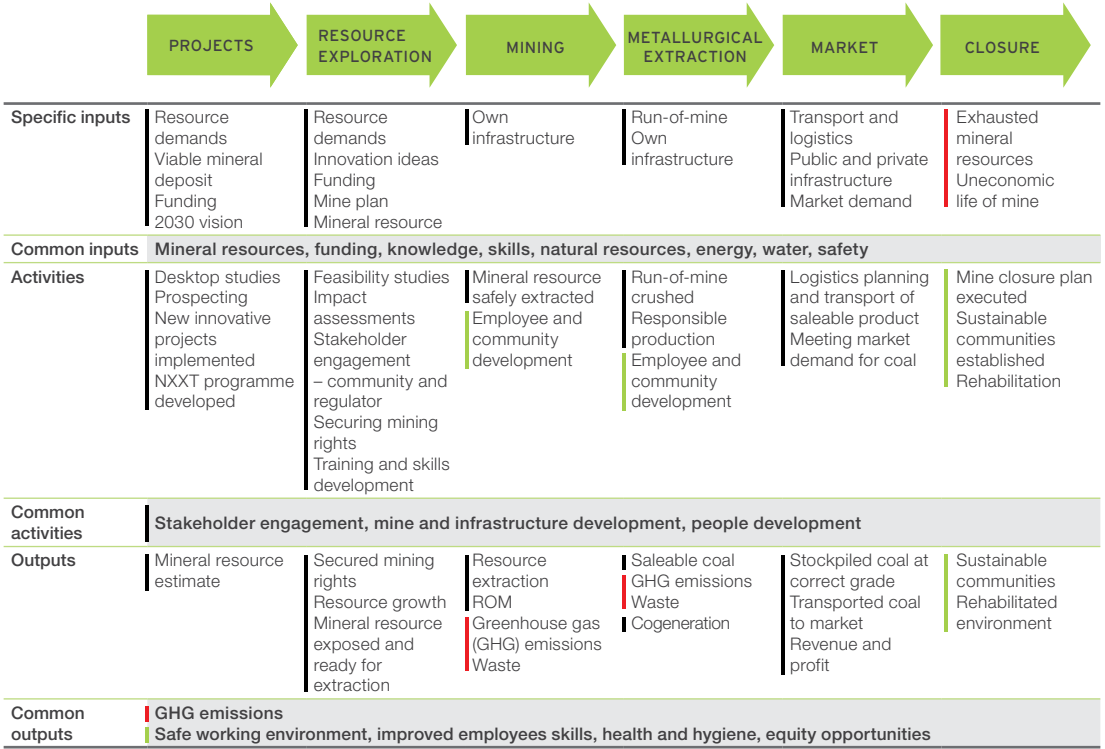 PROJECTS
RESOURCE
EXPLORATION
MINING
METALLURGICAL
EXTRACTION
MARKET
CLOSURE
Specific inputs
Resource
demands
Viable mineral
deposit
Funding
2030 vision
Resource
demands
Innovation ideas
Funding
Mine plan
Mineral resource
Own
infrastructure
Run-of-mine
Own
infrastructure
Transport and
logistics
Public and private
infrastructure
Market demand
Exhausted
mineral
resources
Uneconomic
life of mine
Common inputs
Mineral resources, funding, knowledge, skills, natural resources, energy, water, safety
Activities
Desktop studies
Prospecting
New innovative
projects
implemented
NXXT programme
developed
Feasibility studies
Impact
assessments
Stakeholder
engagement
– community and
regulator
Securing mining
rights
Training and skills
development
Mineral resource
safely extracted
Employee and
community
development
Run-of-mine
crushed
Responsible
production
Employee and
community
development
Logistics planning
and transport of
saleable product
Meeting market
demand for coal
Mine closure plan
executed
Sustainable
communities
established
Rehabilitation
Common
activities
Stakeholder engagement, mine and infrastructure development, people development
Outputs
Mineral resource
estimate
Secured mining
rights
Resource growth
Mineral resource
exposed and
ready for
extraction
Resource
extraction
ROM
Greenhouse gas
(GHG) emissions
Waste
Saleable coal
GHG emissions
Waste
Cogeneration
Stockpiled coal at
correct grade
Transported coal
to market
Revenue and
profit
Sustainable
communities
Rehabilitated
environment
Common
outputs
GHG emissions
Safe working environment, improved employees skills, health and hygiene, equity opportunities